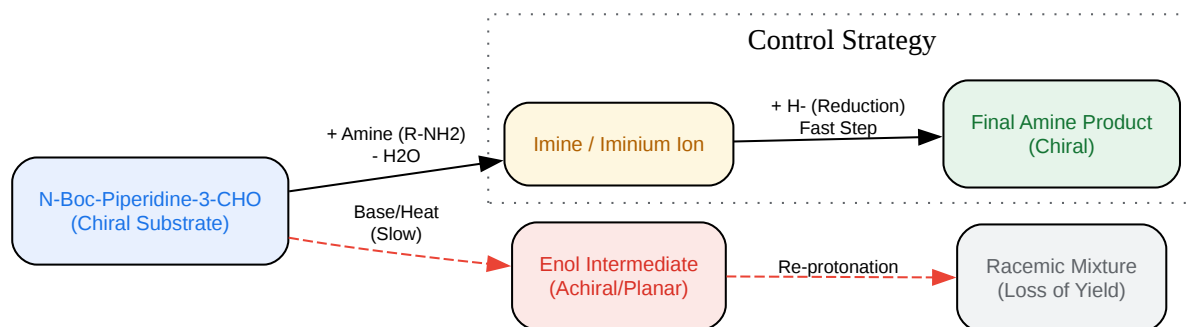 Control Strategy
+ Amine (R-NH2)
- H2O
Imine / Iminium Ion
+ H- (Reduction)
Fast Step
Final Amine Product
(Chiral)
N-Boc-Piperidine-3-CHO
(Chiral Substrate)
Base/Heat
(Slow)
Enol Intermediate
(Achiral/Planar)
Re-protonation
Racemic Mixture
(Loss of Yield)